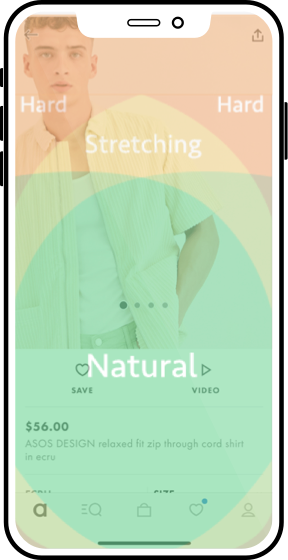 Hard Hard
Stretching
Natural
SAVE VIDEO
$56.00
ASOS DESIGN relaxed fit zip through cord shirt
in ecru
a